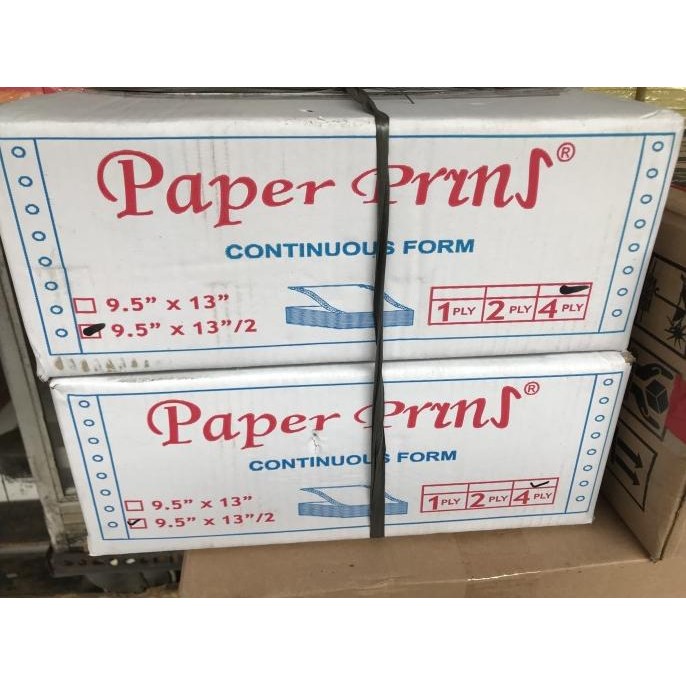 Paper Prins®
CONTINUOUS FORM
9.5" x 13"
9.5" x 13"/2
1 PLY 2 PLY 4 PLY
Paper Prins®
CONTINUOUS FORM
9.5" x 13"
9.5" x 13"/2
1 PLY 2 PLY 4 PLY